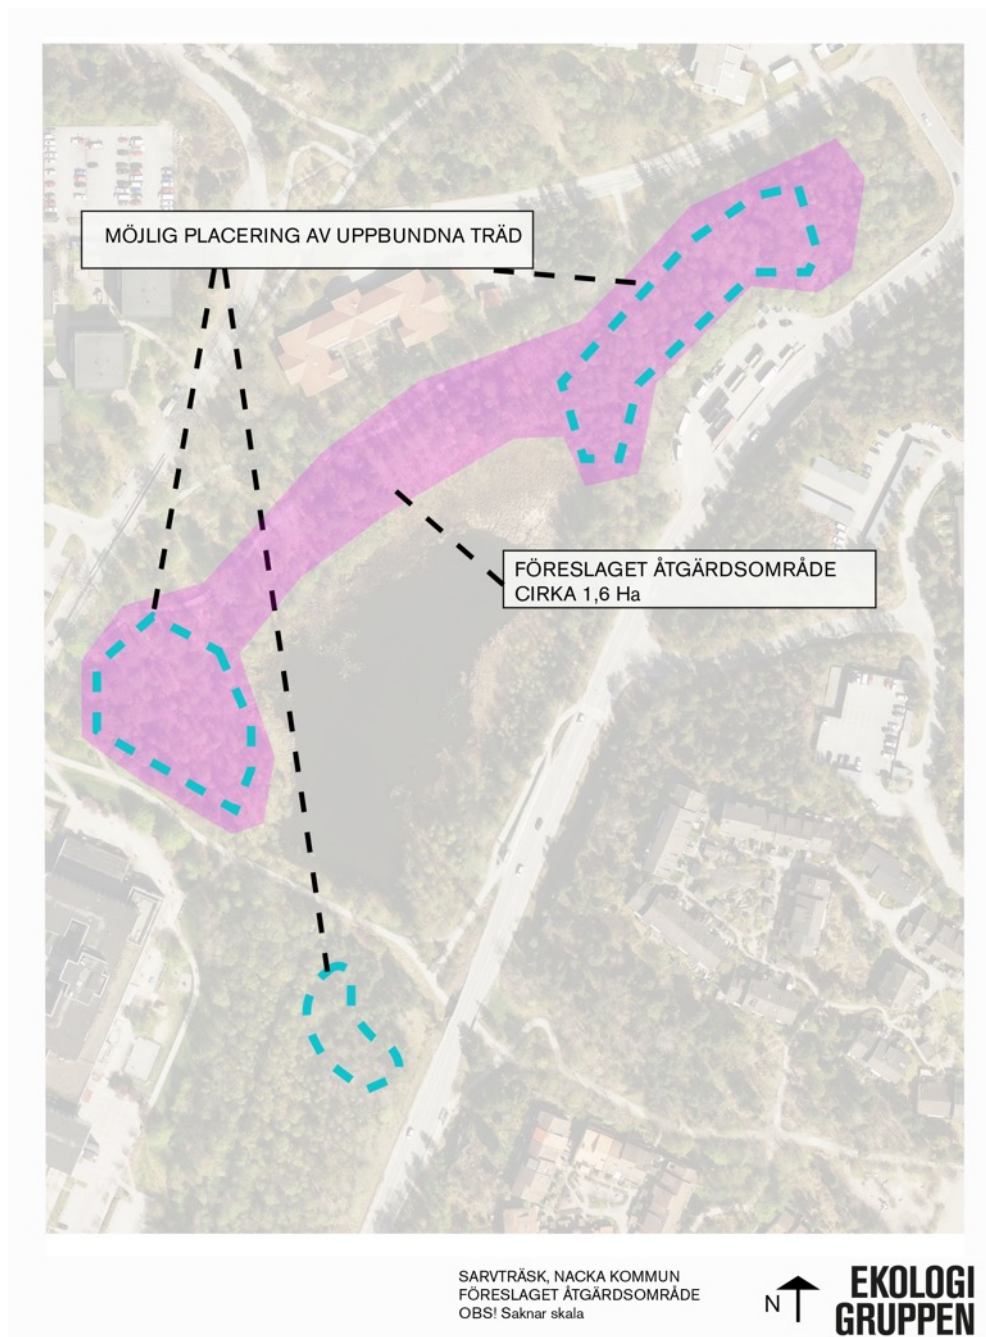 MÖJLIG PLACERING AV UPPBUNDNA TRÄD
FÖRESLAGET ÅTGÄRDSOMRÅDE
CIRKA 1,6 Ha
SARVTRÄSK, NACKA KOMMUN
FÖRESLAGET ÅTGÄRDSOMRÅDE
OBS! Saknar skala
N
EKOLOGI
GRUPPEN